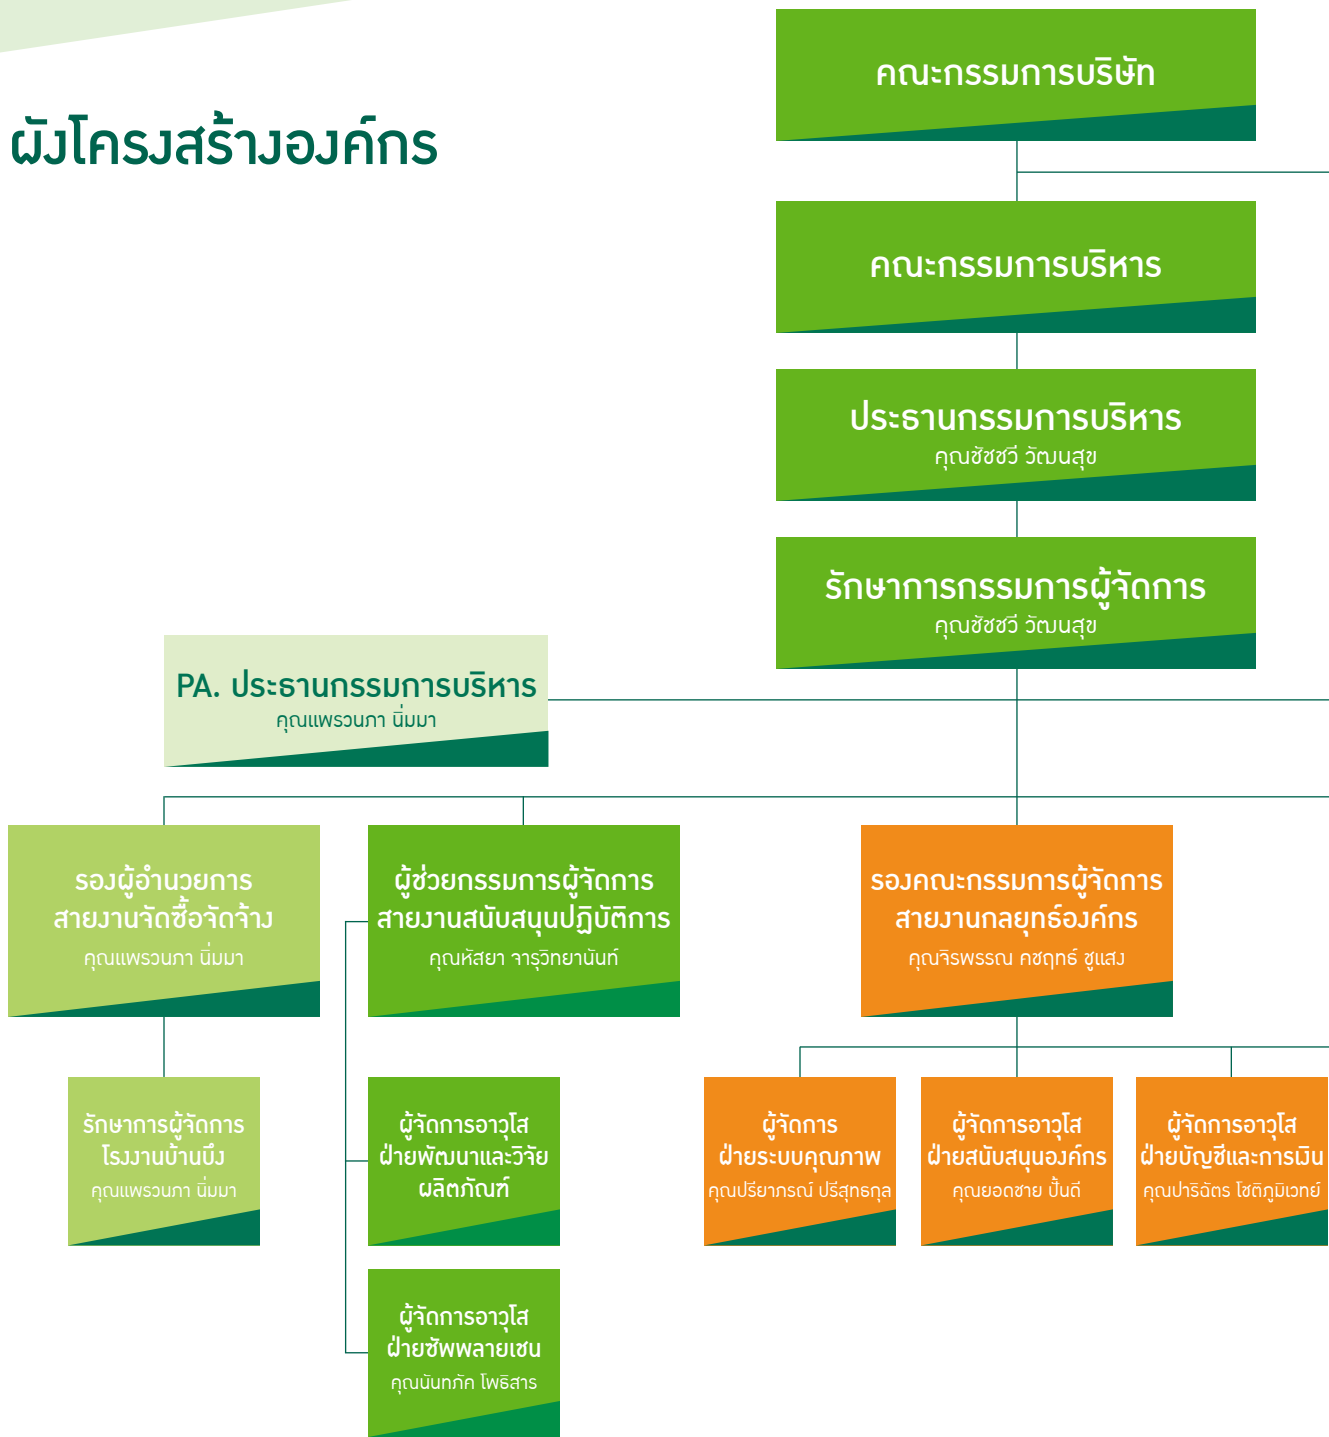 ผังโครงสร้างองค์กร
คณะกรรมการบริษัท
คณะกรรมการบริหาร
ประธานกรรมการบริหาร
คุณชัชชวี วัฒนสุข
รักษาการกรรมการผู้จัดการ
คุณชัชชวี วัฒนสุข
PA. ประธานกรรมการบริหาร
คุณแพรวนภา นิ่มมา
รองผู้อำนวยการ
สายงานจัดซื้อจัดจ้าง
คุณแพรวนภา นิ่มมา
ผู้ช่วยกรรมการผู้จัดการ
สายงานสนับสนุนปฏิบัติการ
คุณหัสยา จารุวิทยานันท์
รองคณะกรรมการผู้จัดการ
สายงานกลยุทธ์องค์กร
คุณจิรพรรณ คชฤทธ์ ชูแสง
รักษาการผู้จัดการ
โรงงานบ้านบึง
คุณแพรวนภา นิ่มมา
ผู้จัดการอาวุโส
ฝ่ายพัฒนาและวิจัย
ผลิตภัณฑ์
ผู้จัดการ
ฝ่ายระบบคุณภาพ
คุณปรียาภรณ์ ปรีสุทธกุล
ผู้จัดการอาวุโส
ฝ่ายสนับสนุนองค์กร
คุณยอดชาย ปั้นดี
ผู้จัดการอาวุโส
ฝ่ายบัญชีและการเงิน
คุณปาริฉัตร โชติภูมิเวทย์
ผู้จัดการอาวุโส
ฝ่ายซัพพลายเชน
คุณนันทภัค โพธิสาร